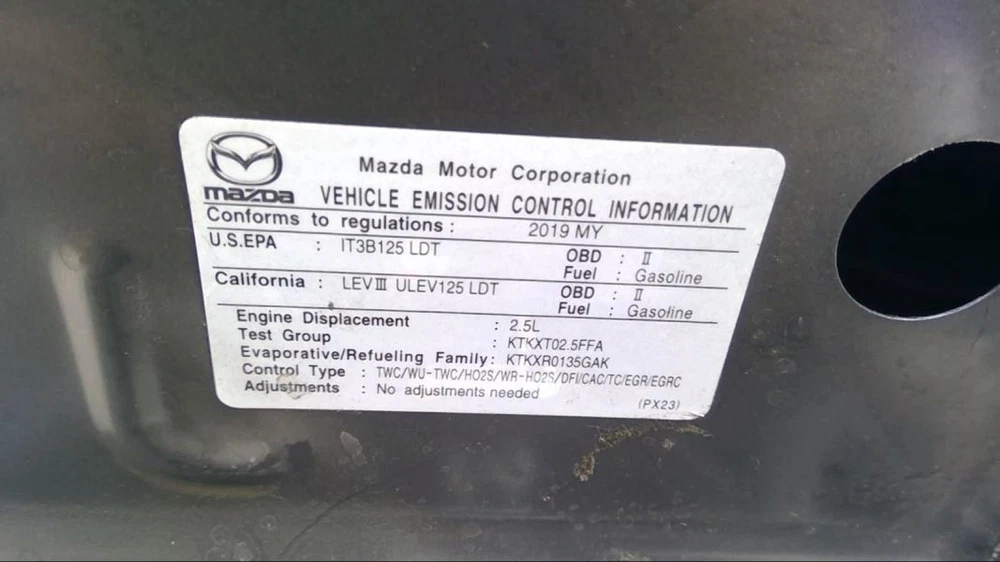 mazda
Mazda Motor Corporation
VEHICLE EMISSION CONTROL INFORMATION
Conforms to regulations : 2019 MY
U.S.EPA : IT3B125 LDT OBD : II
Fuel : Gasoline
California : LEVIII ULEV125 LDT OBD : II
Fuel : Gasoline
Engine Displacement : 2.5L
Test Group : KTKXT02.5FFA
Evaporative/Refueling Family: KTKXR0135GAK
Control Type : TWC/WU-TWC/HO2S/WR-HO2S/DFI/CAC/TC/EGR/EGRC
Adjustments : No adjustments needed
(PX23)